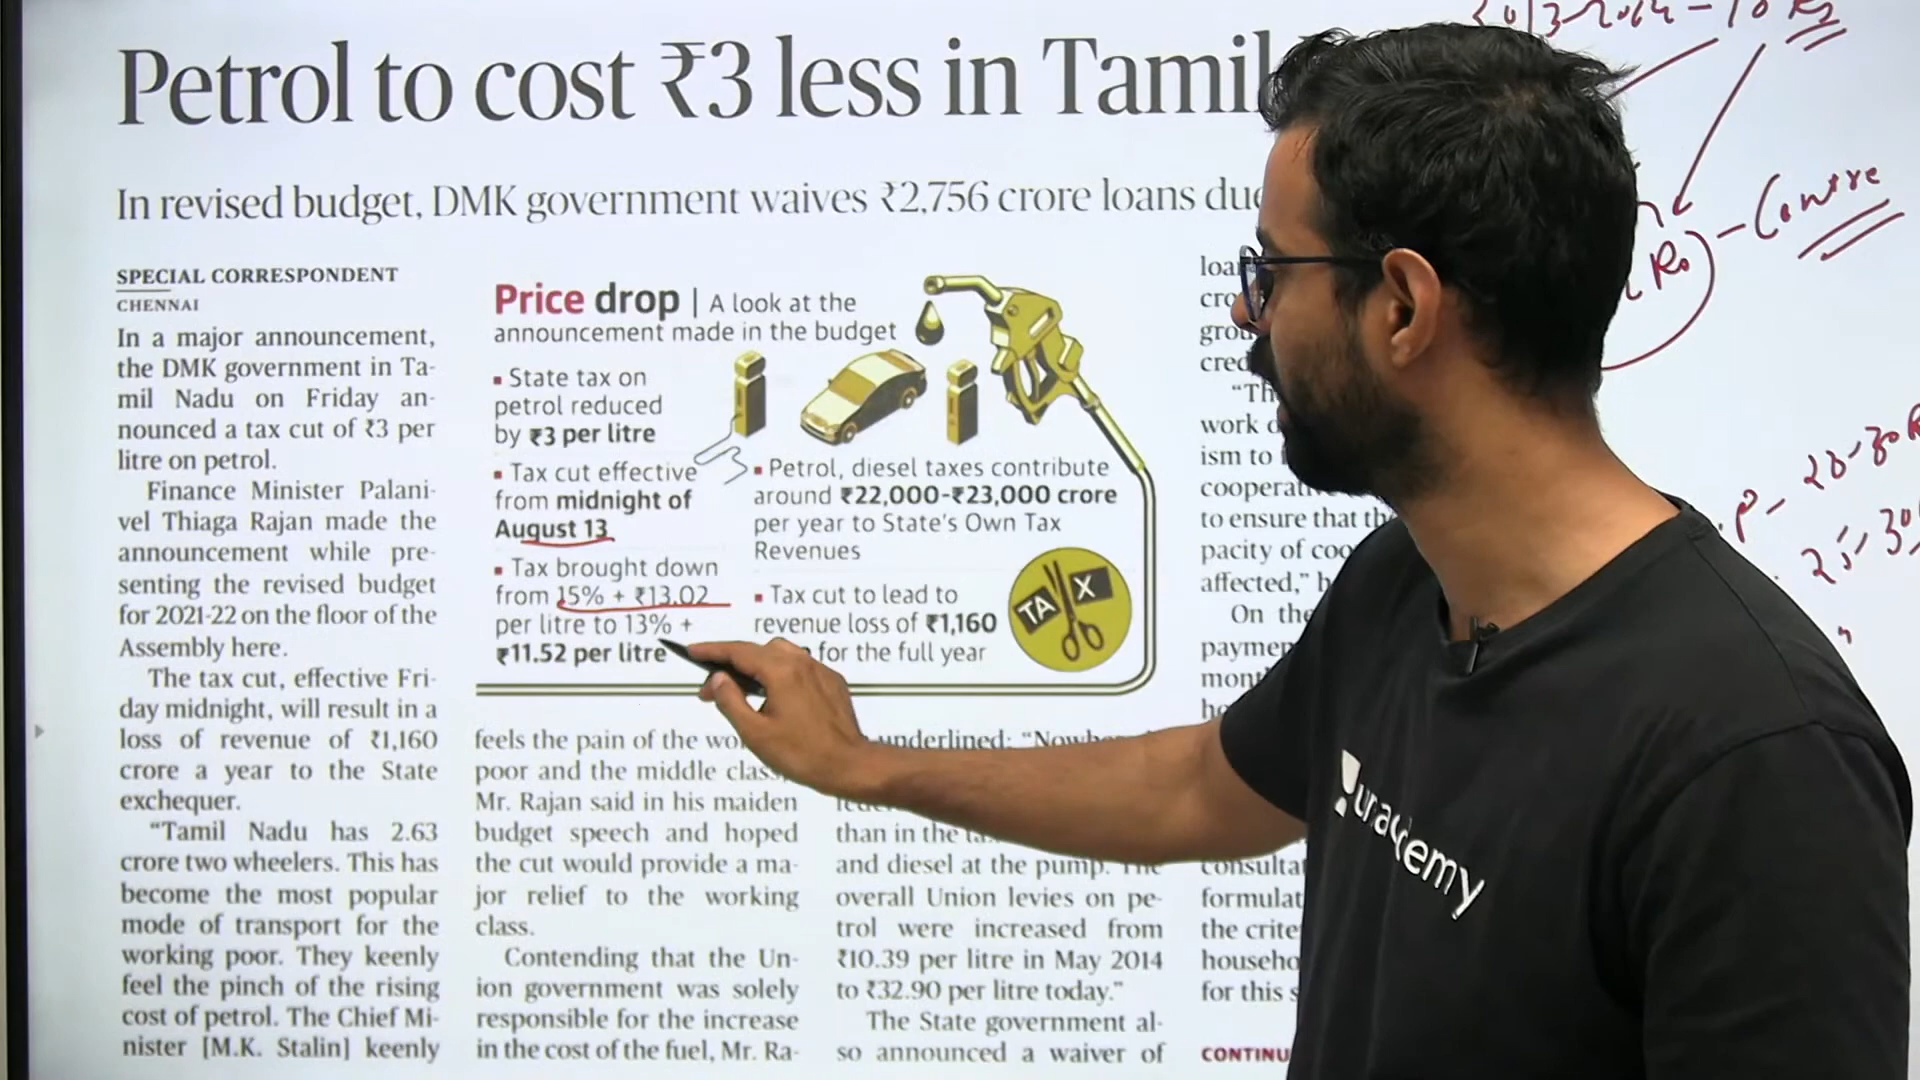 Petrol to cost ₹3 less in Tamil
In revised budget, DMK government waives ₹2,756 crore loans due
SPECIAL CORRESPONDENT
CHENNAI
In a major announcement,
the DMK government in Ta-
mil Nadu on Friday an-
nounced a tax cut of ₹3 per
litre on petrol.
Finance Minister Palani-
vel Thiaga Rajan made the
announcement while pre-
senting the revised budget
for 2021-22 on the floor of the
Assembly here.
The tax cut, effective Fri-
day midnight, will result in a
loss of revenue of ₹1,160
crore a year to the State
exchequer.
“Tamil Nadu has 2.63
crore two wheelers. This has
become the most popular
mode of transport for the
working poor. They keenly
feel the pinch of the rising
cost of petrol. The Chief Mi-
nister [M.K. Stalin] keenly
Price drop | A look at the
announcement made in the budget
▪ State tax on
petrol reduced
by ₹3 per litre
▪ Tax cut effective
from midnight of
August 13
▪ Tax brought down
from 15% + ₹13.02
per litre to 13% +
₹11.52 per litre
▪ Petrol, diesel taxes contribute
around ₹22,000-₹23,000 crore
per year to State’s Own Tax
Revenues
▪ Tax cut to lead to
revenue loss of ₹1,160
for the full year
TAX
feels the pain of the
poor and the middle class,
Mr. Rajan said in his maiden
budget speech and hoped
the cut would provide a ma-
jor relief to the working
class.
Contending that the Un-
ion government was solely
responsible for the increase
in the cost of the fuel, Mr. Ra-
underlined: “Nowhere
than in the
and diesel at the pump. The
overall Union levies on pe-
trol were increased from
₹10.39 per litre in May 2014
to ₹32.90 per litre today.”
The State government al-
so announced a waiver of
“Th
work
ism to
to ensure that
pacity of
affected,”
On the
for this
CONTINU
2013-2014 - 10 Rs
Rs) - Centre
P - 28-30
25-30
unacademy